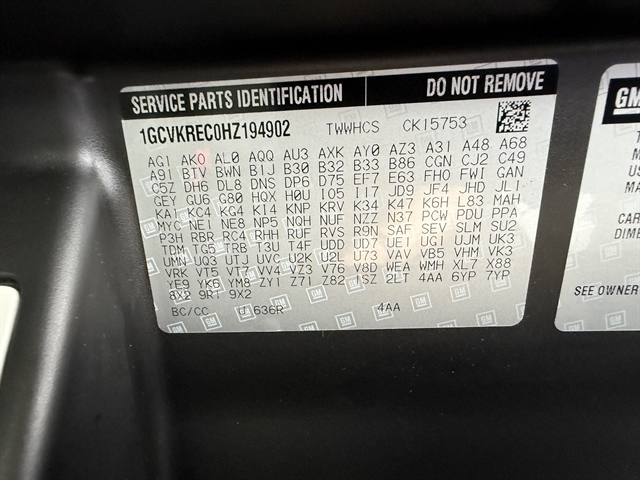 SERVICE PARTS IDENTIFICATION DO NOT REMOVE
1GCVKREC0HZ194902 TWWHCS CK15753
AG1 AKO AL0 AQQ AU3 AXK AY0 AZ3 A31 A48 A68
A91 BTV BWN B1J B30 B32 B33 B86 CGN CJ2 C49
C5Z DH6 DL8 DNS DP6 D75 EF7 E63 FHO FWI GAN
GEY GU6 G80 HQX H0U IO5 I17 JD9 JF4 JHD JL1
KA1 KC4 KG4 K14 KNP KRV K34 K47 K6H L83 MAH
MYC NE1 NE8 NP5 NQH NUF NZZ N37 PCW PDU PPA
P3H RBR RC4 RHH RUF RVS R9N SAF SEV SLM SU2
TDM TG5 TRB T3U T4F UDD UD7 UE1 UG1 UJM UK3
UMN UQ3 UTJ UVC U2K U2L U73 VAV VB5 VHM VK3
VRK VT5 VT7 VV4 VZ3 V76 V8D WEA WMH XL7 X88
YE9 YK6 YM8 ZY1 Z71 Z82 1SZ 2LT 4AA 6YP 7YP
8X2 9RT 9X2
BC/CC U 636R 4AA
GM
SEE OWNER